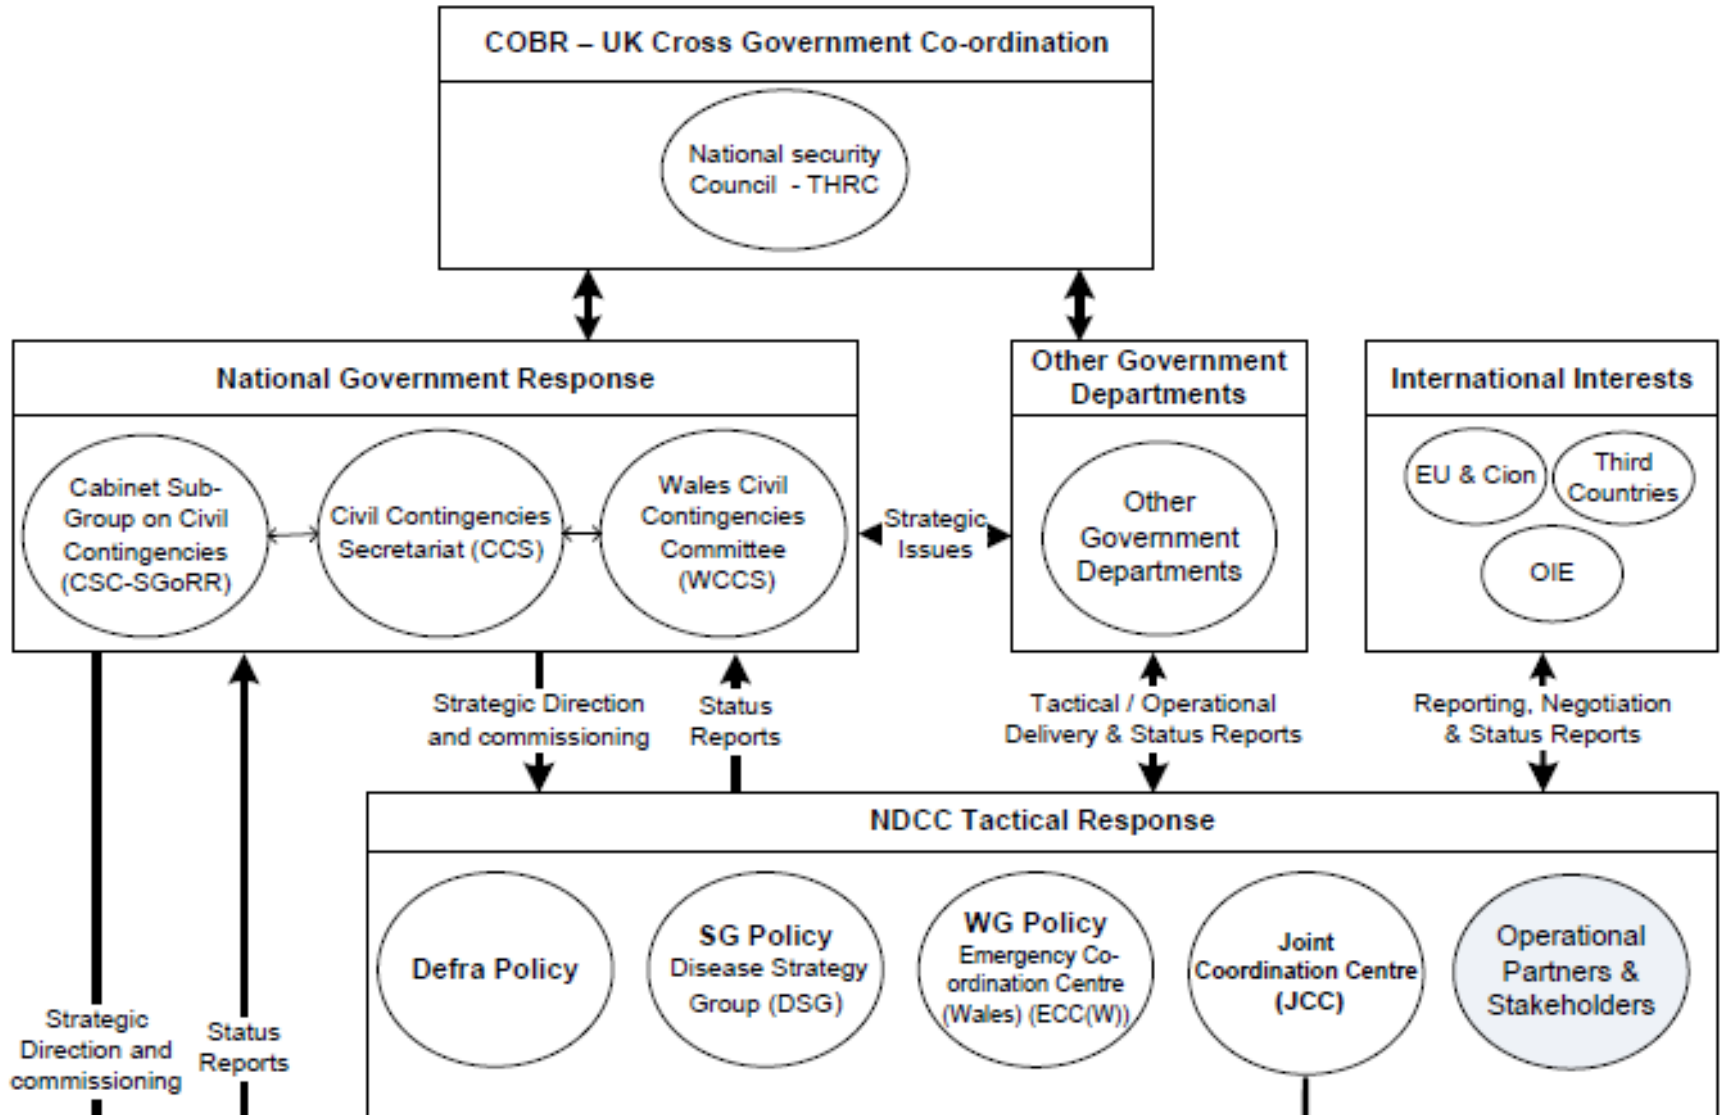 COBR – UK Cross Government Co-ordination
National security
Council - THRC
National Government Response
Other Government
Departments
International Interests
Cabinet Sub-
Group on Civil
Contingencies
(CSC-SGoRR)
Civil Contingencies
Secretariat (CCS)
Wales Civil
Contingencies
Committee
(WCCS)
Strategic
Issues
Other
Government
Departments
EU & Cion
Third
Countries
OIE
Strategic Direction
and commissioning
Status
Reports
Tactical / Operational
Delivery & Status Reports
Reporting, Negotiation
& Status Reports
NDCC Tactical Response
Defra Policy
SG Policy
Disease Strategy
Group (DSG)
WG Policy
Emergency Co-
ordination Centre
(Wales) (ECC(W))
Joint
Coordination Centre
(JCC)
Operational
Partners &
Stakeholders
Strategic
Direction and
commissioning
Status
Reports